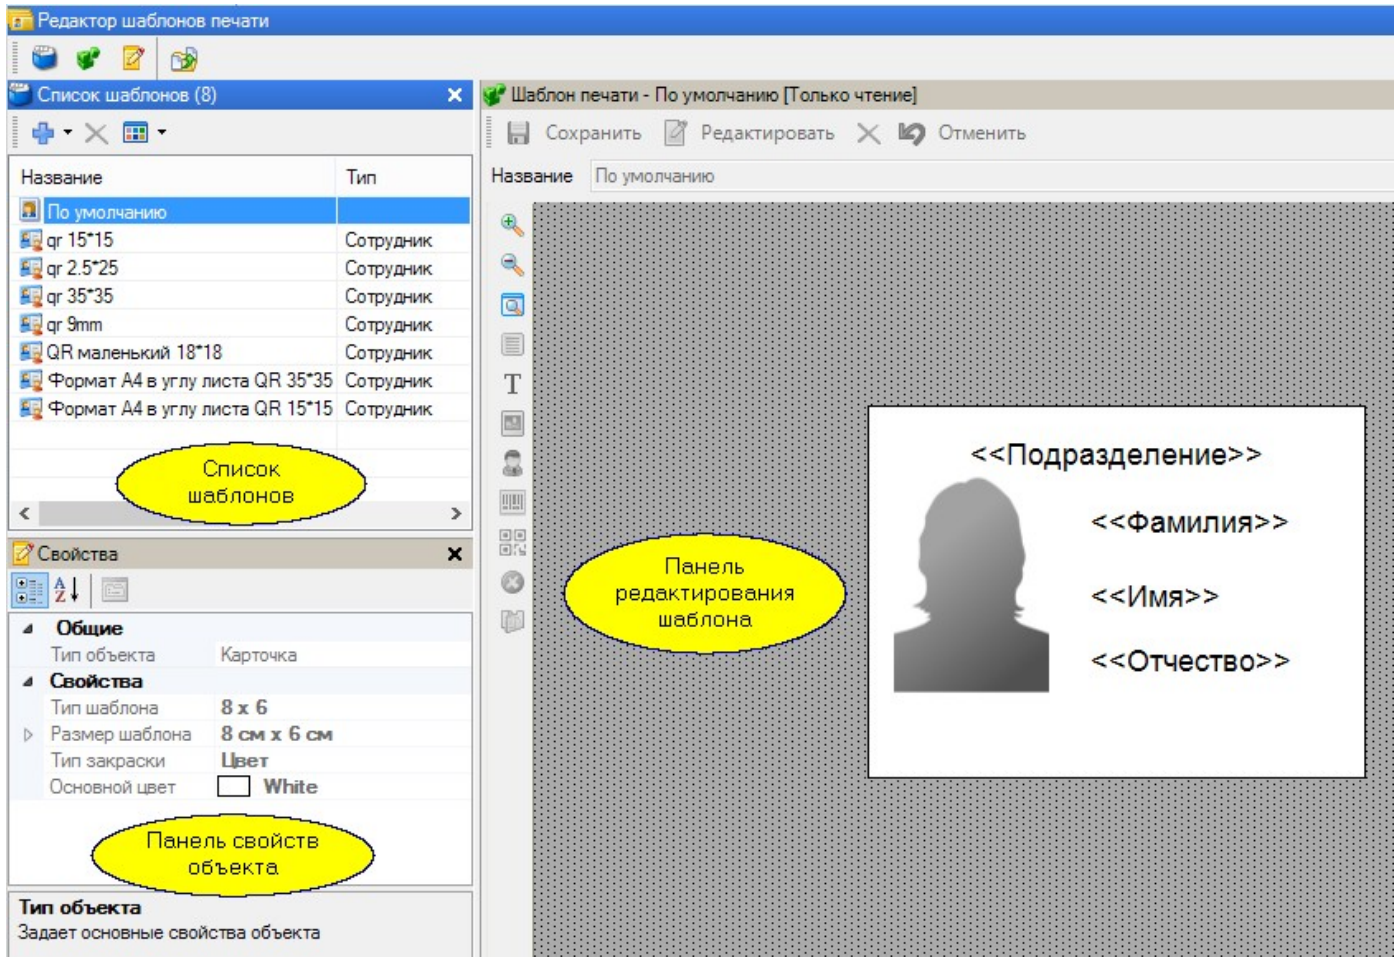 Редактор шаблонов печати
Список шаблонов (8)
Название Тип
По умолчанию
qr 15*15 Сотрудник
qr 2.5*25 Сотрудник
qr 35*35 Сотрудник
qr 9mm Сотрудник
QR маленький 18*18 Сотрудник
Формат А4 в углу листа QR 35*35 Сотрудник
Формат А4 в углу листа QR 15*15 Сотрудник
Список
шаблонов
Свойства
Общие
Тип объекта Карточка
Свойства
Тип шаблона 8 x 6
Размер шаблона 8 см x 6 см
Тип закраски Цвет
Основной цвет White
Панель свойств
объекта
Тип объекта
Задает основные свойства объекта
Шаблон печати - По умолчанию [Только чтение]
Сохранить Редактировать Отменить
Название По умолчанию
Панель
редактирования
шаблона
<<Подразделение>>
<<Фамилия>>
<<Имя>>
<<Отчество>>